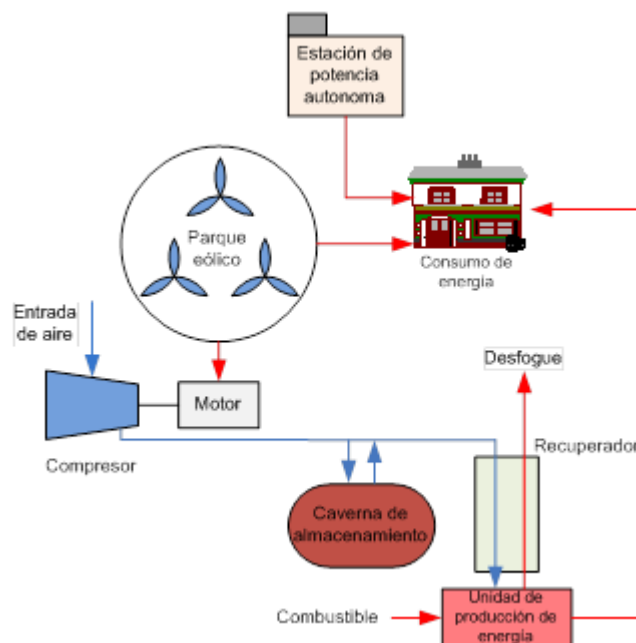 Estación de
potencia
autonoma
Parque
eólico
Consumo de
energía
Entrada
de aire
Desfogue
Motor
Recuperador
Compresor
Caverna de
almacenamiento
Unidad de
Combustible
producción de
energía